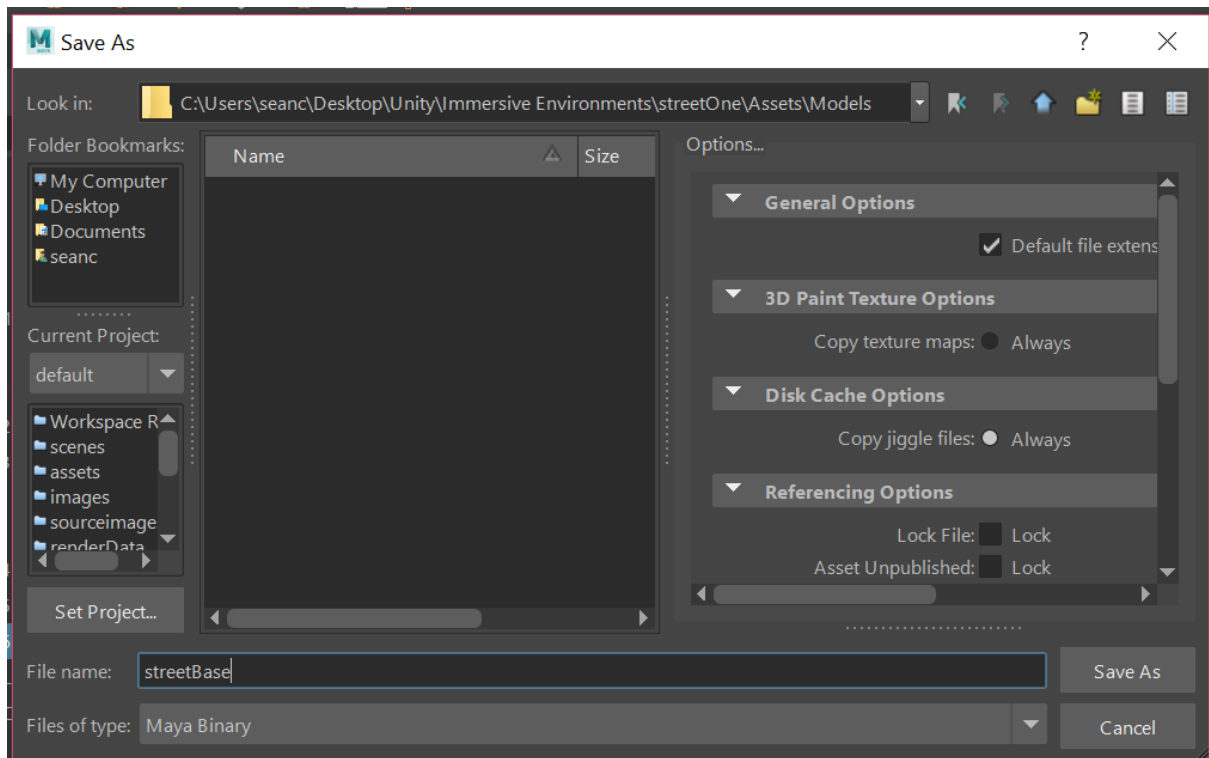 Save As
?
Look in:
C:\Users\seanc\Desktop\Unity\Immersive Environments\streetOne\Assets\Models
Folder Bookmarks:
My Computer
Desktop
Documents
seanc
Current Project:
default
Workspace R
scenes
assets
images
sourceimage
renderData
Set Project...
Name
Size
Options...
General Options
Default file extens
3D Paint Texture Options
Copy texture maps:
Always
Disk Cache Options
Copy jiggle files:
Always
Referencing Options
Lock File:
Lock
Asset Unpublished:
Lock
File name:
streetBase
Save As
Files of type:
Maya Binary
Cancel